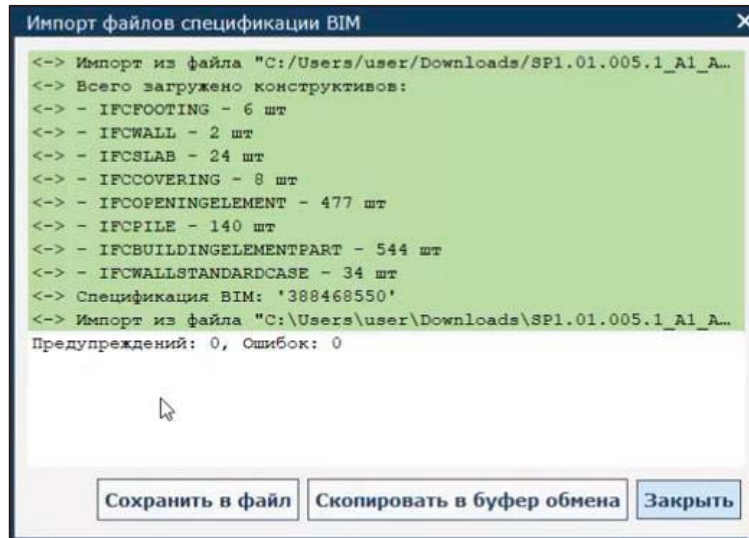 Импорт файлов спецификации BIM
<-> Импорт из файла "C:/Users/user/Downloads/SP1.01.005.1_A1_A…
<-> Всего загружено конструктивов:
<-> - IFCFOOTING - 6 шт
<-> - IFCWALL - 2 шт
<-> - IFCSLAB - 24 шт
<-> - IFCCOVERING - 8 шт
<-> - IFCOPENINGELEMENT - 477 шт
<-> - IFCPILE - 140 шт
<-> - IFCBUILDINGELEMENTPART - 544 шт
<-> - IFCWALLSTANDARDCASE - 34 шт
<-> Спецификация BIM: '388468550'
<-> Импорт из файла "C:\Users\user\Downloads\SP1.01.005.1_A1_A…
Предупреждений: 0, Ошибок: 0
Сохранить в файл Скопировать в буфер обмена Закрыть